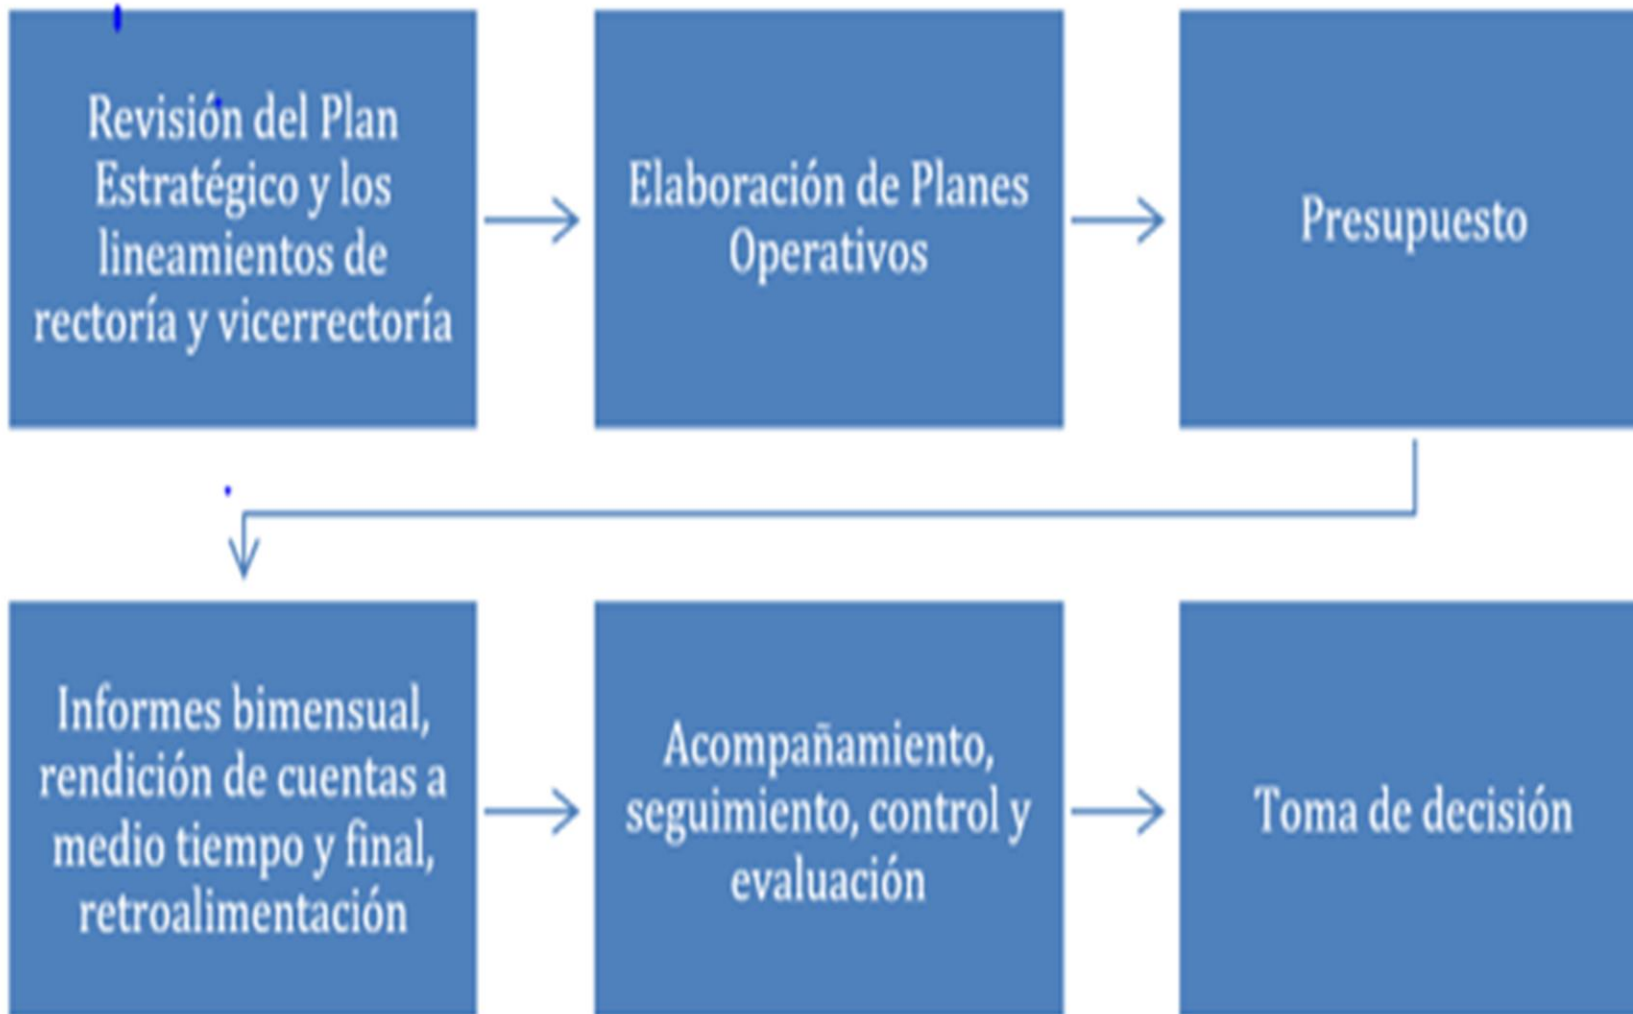 Revisión del Plan
Estratégico y los
lineamientos de
rectoría y vicerrectoría
Elaboración de Planes
Operativos
Presupuesto
Informes bimensual,
rendición de cuentas a
medio tiempo y final,
retroalimentación
Acompañamiento,
seguimiento, control y
evaluación
Toma de decisión